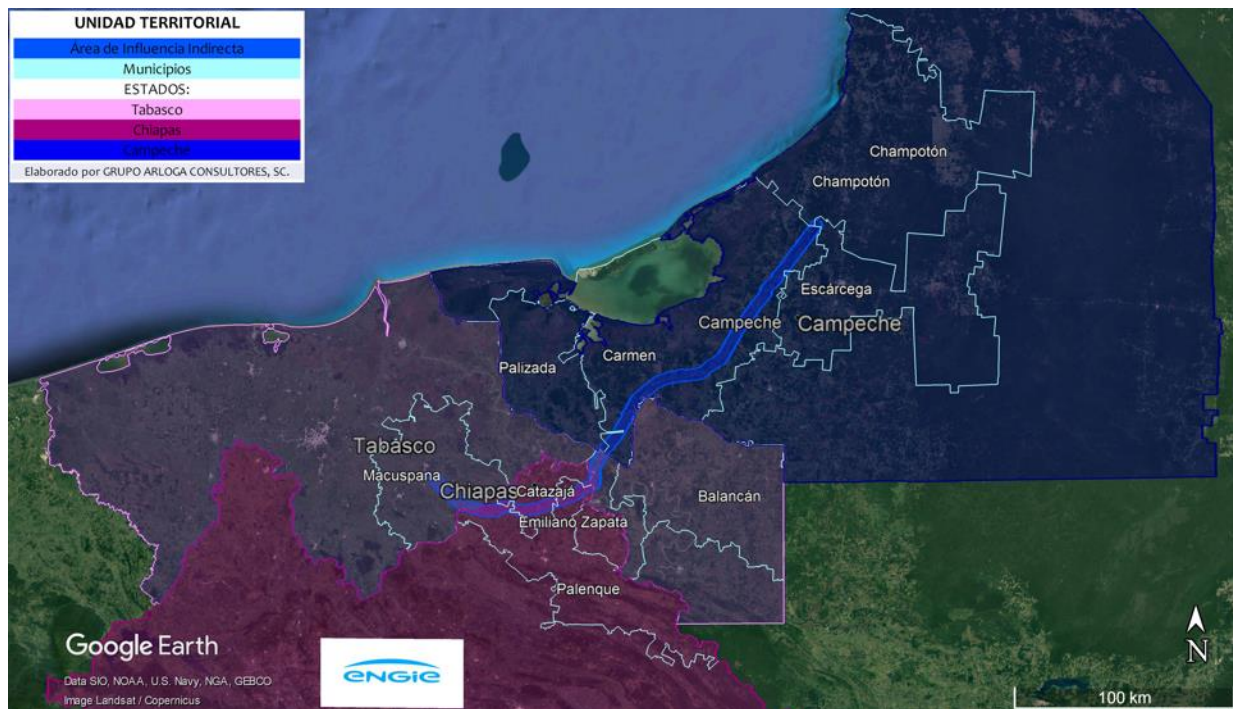 UNIDAD TERRITORIAL
Área de Influencia Indirecta
Municipios
ESTADOS:
Tabasco
Chiapas
Campeche
Elaborado por GRUPO ARLOGA CONSULTORES, SC.
Champotón
Champotón
Escárcega
Campeche
Campeche
Carmen
Palizada
Tabasco
Macuspana
Chiapas
Catazajá
Balancán
Emiliano Zapata
Palenque
Google Earth
Data SIO, NOAA, U.S. Navy, NGA, GEBCO
Image Landsat / Copernicus
ENGIE
N
100 km